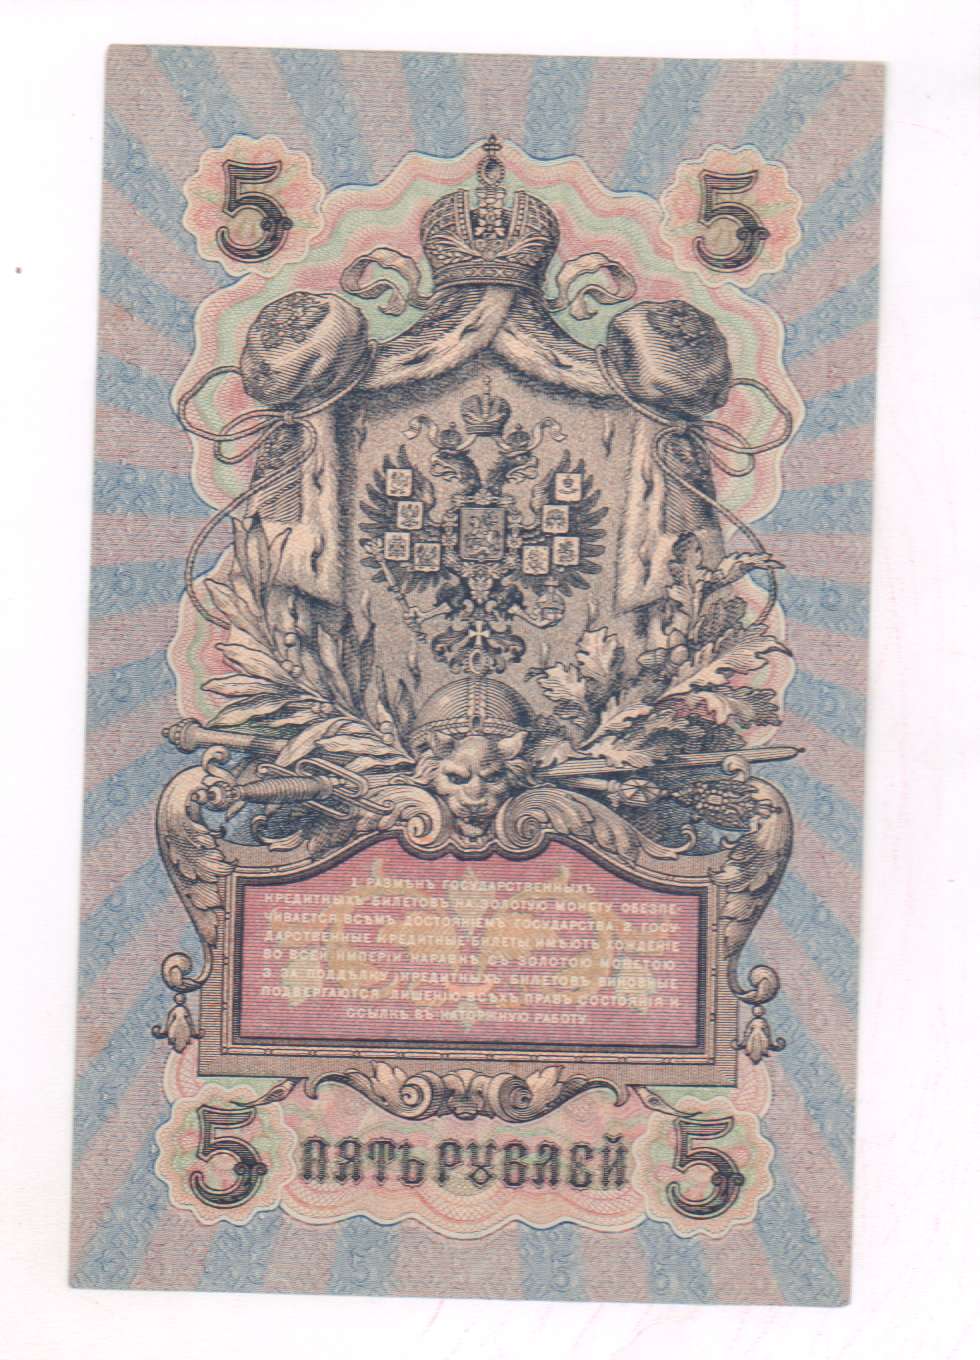 5 5
1. РАЗМѢНЪ ГОСУДАРСТВЕННЫХЪ
КРЕДИТНЫХЪ БИЛЕТОВЪ НА ЗОЛОТУЮ МОНЕТУ ОБЕЗПЕ-
ЧИВАЕТСЯ ВСѢМЪ ДОСТОЯНІЕМЪ ГОСУДАРСТВА. 2. ГОСУ-
ДАРСТВЕННЫЕ КРЕДИТНЫЕ БИЛЕТЫ ИМѢЮТЪ ХОЖДЕНІЕ
ВО ВСЕЙ ИМПЕРІИ НАРАВНѢ СЪ ЗОЛОТОЮ МОНЕТОЮ.
3. ЗА ПОДДѢЛКУ КРЕДИТНЫХЪ БИЛЕТОВЪ ВИНОВНЫЕ
ПОДВЕРГАЮТСЯ ЛИШЕНІЮ ВСѢХЪ ПРАВЪ СОСТОЯНІЯ И
ССЫЛКѢ ВЪ КАТОРЖНУЮ РАБОТУ.
5 ПЯТЬ РУБЛЕЙ 5